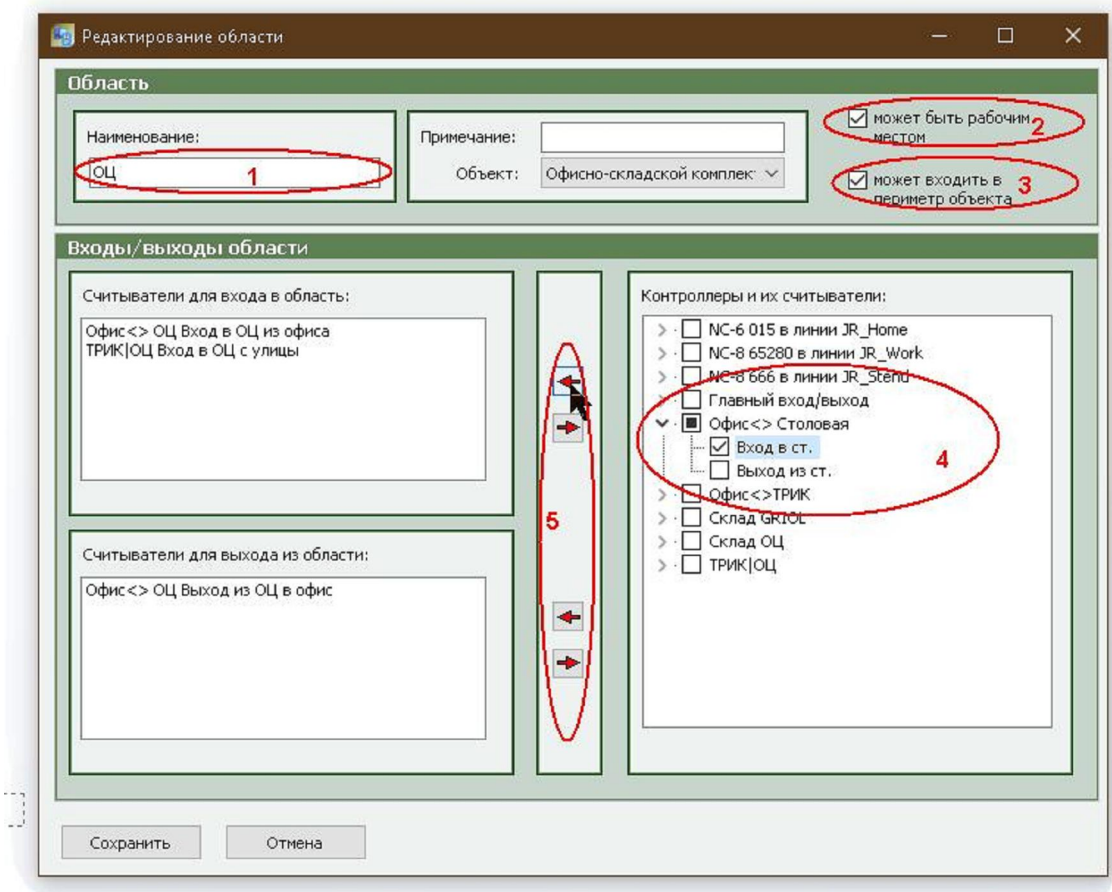 Редактирование области
Область
Наименование:
ОЦ
1
Примечание:
Объект:
Офисно-складской комплек
может быть рабочим
местом
2
может входить в
периметр объекта
3
Входы/выходы области
Считыватели для входа в область:
Офис<> ОЦ Вход в ОЦ из офиса
ТРИК|ОЦ Вход в ОЦ с улицы
Считыватели для выхода из области:
Офис<> ОЦ Выход из ОЦ в офис
5
Контроллеры и их считыватели:
NC-6 015 в линии JR_Home
NC-8 65280 в линии JR_Work
NC-8 666 в линии JR_Stend
Главный вход/выход
Офис<> Столовая
Вход в ст.
Выход из ст.
4
Офис<>ТРИК
Склад GRIOL
Склад ОЦ
ТРИК|ОЦ
Сохранить
Отмена